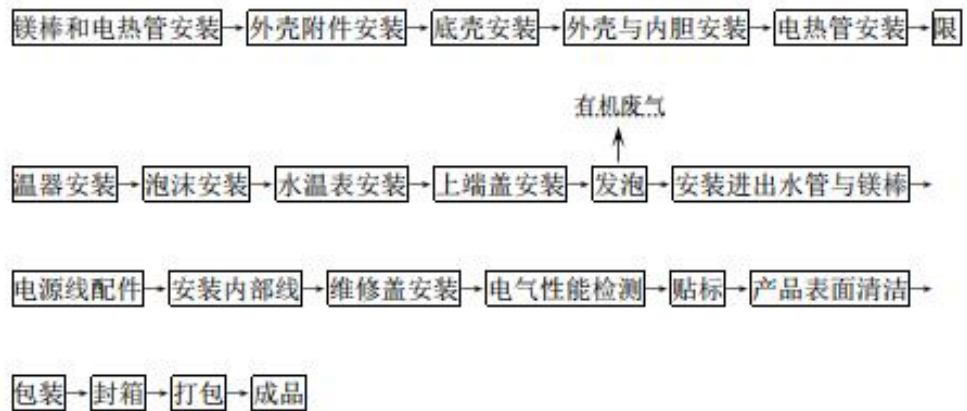 镁棒和电热管安装→外壳附件安装→底壳安装→外壳与内胆安装→电热管安装→限
有机废气
温器安装→泡沫安装→水温表安装→上端盖安装→发泡→安装进出水管与镁棒→
电源线配件→安装内部线→维修盖安装→电气性能检测→贴标→产品表面清洁→
包装→封箱→打包→成品